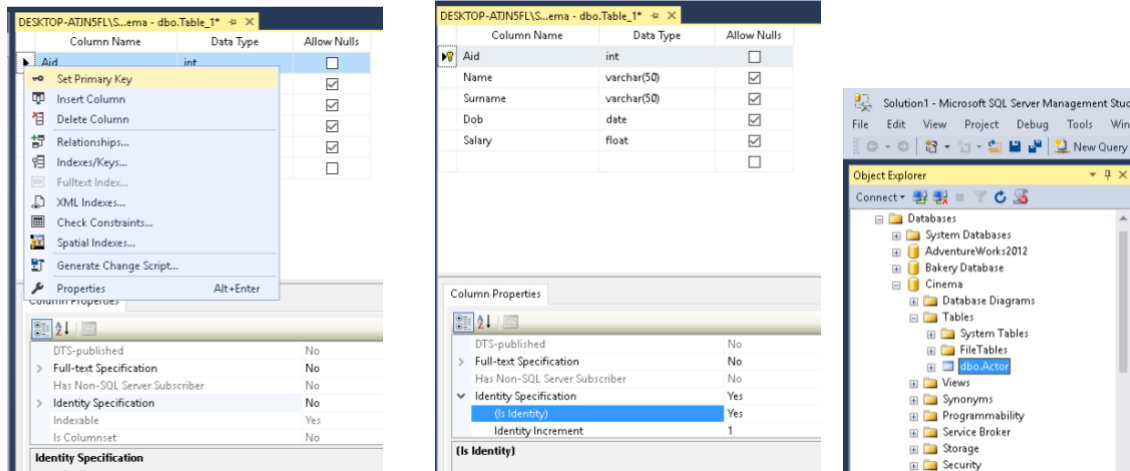 DESKTOP-ATJN5FL\S...ema - dbo.Table_1*
Column Name Data Type Allow Nulls
Aid int
Set Primary Key
Insert Column
Delete Column
Relationships...
Indexes/Keys...
Fulltext Index...
XML Indexes...
Check Constraints...
Spatial Indexes...
Generate Change Script...
Properties Alt+Enter
Column Properties
DTS-published No
Full-text Specification No
Has Non-SQL Server Subscriber No
Identity Specification No
Indexable Yes
Is Columnset No
Identity Specification
DESKTOP-ATJN5FL\S...ema - dbo.Table_1*
Column Name Data Type Allow Nulls
Aid int
Name varchar(50)
Surname varchar(50)
Dob date
Salary float
Column Properties
DTS-published No
Full-text Specification No
Has Non-SQL Server Subscriber No
Identity Specification Yes
(Is Identity) Yes
Identity Increment 1
(Is Identity)
Solution1 - Microsoft SQL Server Management Stud
File Edit View Project Debug Tools Win
New Query
Object Explorer
Connect
Databases
System Databases
AdventureWorks2012
Bakery Database
Cinema
Database Diagrams
Tables
System Tables
FileTables
dbo.Actor
Views
Synonyms
Programmability
Service Broker
Storage
Security